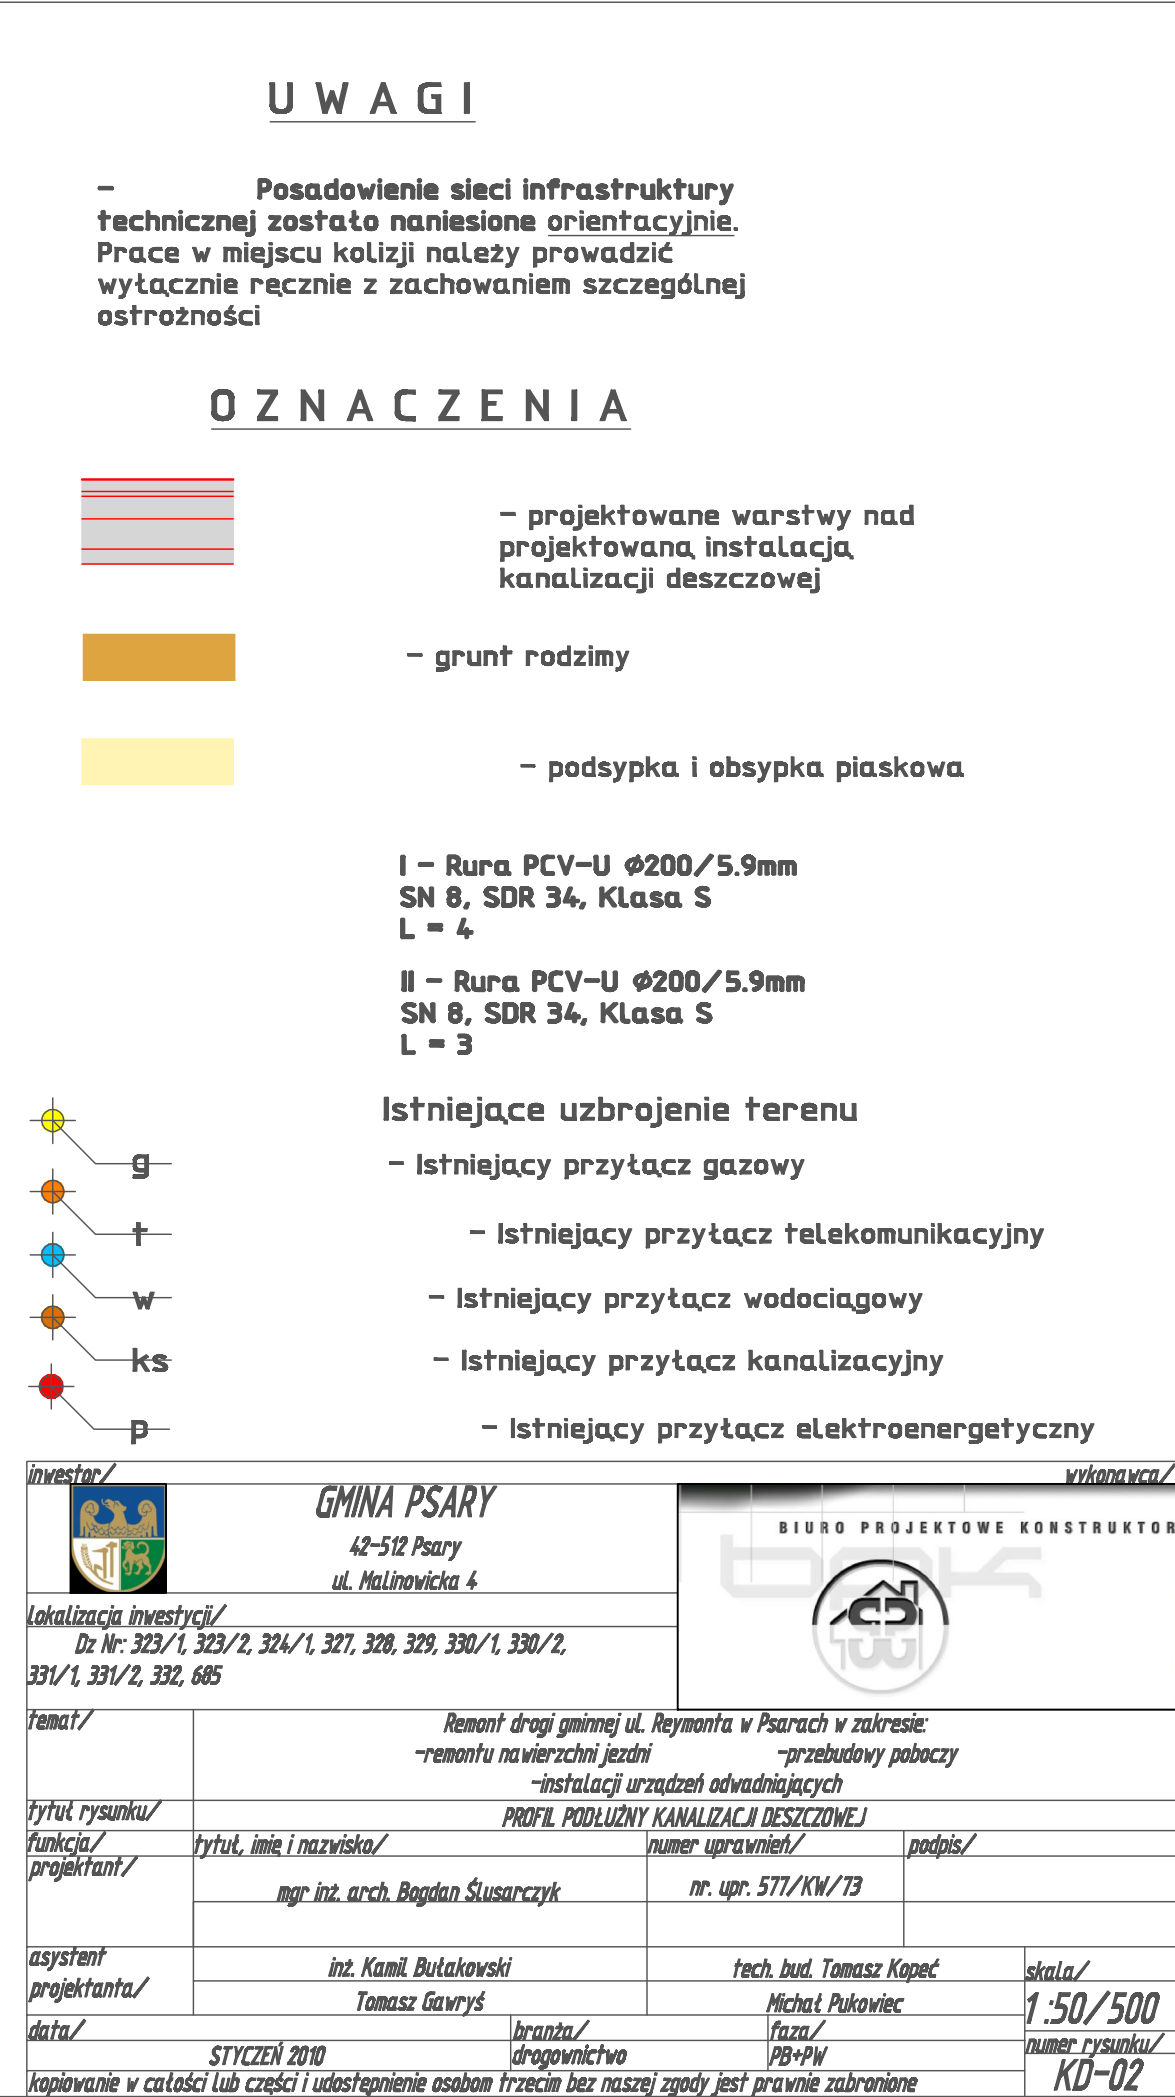 U W A G I
- Posadowienie sieci infrastruktury
technicznej zostało naniesione orientacyjnie.
Prace w miejscu kolizji należy prowadzić
wyłącznie ręcznie z zachowaniem szczególnej
ostrożności
O Z N A C Z E N I A
- projektowane warstwy nad
projektowaną instalacją
kanalizacji deszczowej
- grunt rodzimy
- podsypka i obsypka piaskowa
I - Rura PCV-U Ø200/5.9mm
SN 8, SDR 34, Klasa S
L = 4
II - Rura PCV-U Ø200/5.9mm
SN 8, SDR 34, Klasa S
L = 3
Istniejące uzbrojenie terenu
g - Istniejący przyłącz gazowy
t - Istniejący przyłącz telekomunikacyjny
w - Istniejący przyłącz wodociągowy
ks - Istniejący przyłącz kanalizacyjny
p - Istniejący przyłącz elektroenergetyczny
inwestor/ wykonawca/
GMINA PSARY
42-512 Psary
ul. Malinowicka 4
BIURO PROJEKTOWE KONSTRUKTOR
bpk
lokalizacja inwestycji/
Dz Nr: 323/1, 323/2, 324/1, 327, 328, 329, 330/1, 330/2,
331/1, 331/2, 332, 685
temat/ Remont drogi gminnej ul. Reymonta w Psarach w zakresie:
-remontu nawierzchni jezdni -przebudowy poboczy
-instalacji urządzeń odwadniających
tytuł rysunku/ PROFIL PODŁUŻNY KANALIZACJI DESZCZOWEJ
funkcja/ tytuł, imię i nazwisko/ numer uprawnień/ podpis/
projektant/ mgr inż. arch. Bogdan Ślusarczyk nr. upr. 577/KW/73
asystent
projektanta/
inż. Kamil Bułakowski tech. bud. Tomasz Kopeć
Tomasz Gawryś Michał Pukowiec
skala/
1:50/500
data/ branża/ faza/
STYCZEŃ 2010 drogownictwo PB+PW
numer rysunku/
KD-02
kopiowanie w całości lub części i udostępnienie osobom trzecim bez naszej zgody jest prawnie zabronione